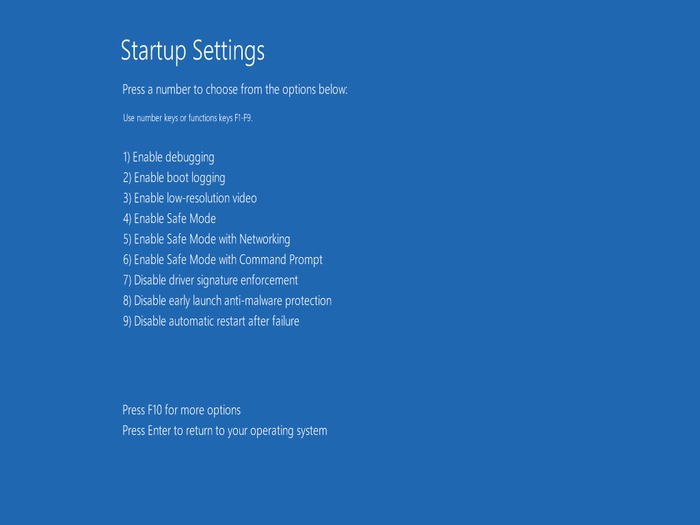 Startup Settings
Press a number to choose from the options below:
Use number keys or functions keys F1-F9.
1) Enable debugging
2) Enable boot logging
3) Enable low-resolution video
4) Enable Safe Mode
5) Enable Safe Mode with Networking
6) Enable Safe Mode with Command Prompt
7) Disable driver signature enforcement
8) Disable early launch anti-malware protection
9) Disable automatic restart after failure
Press F10 for more options
Press Enter to return to your operating system